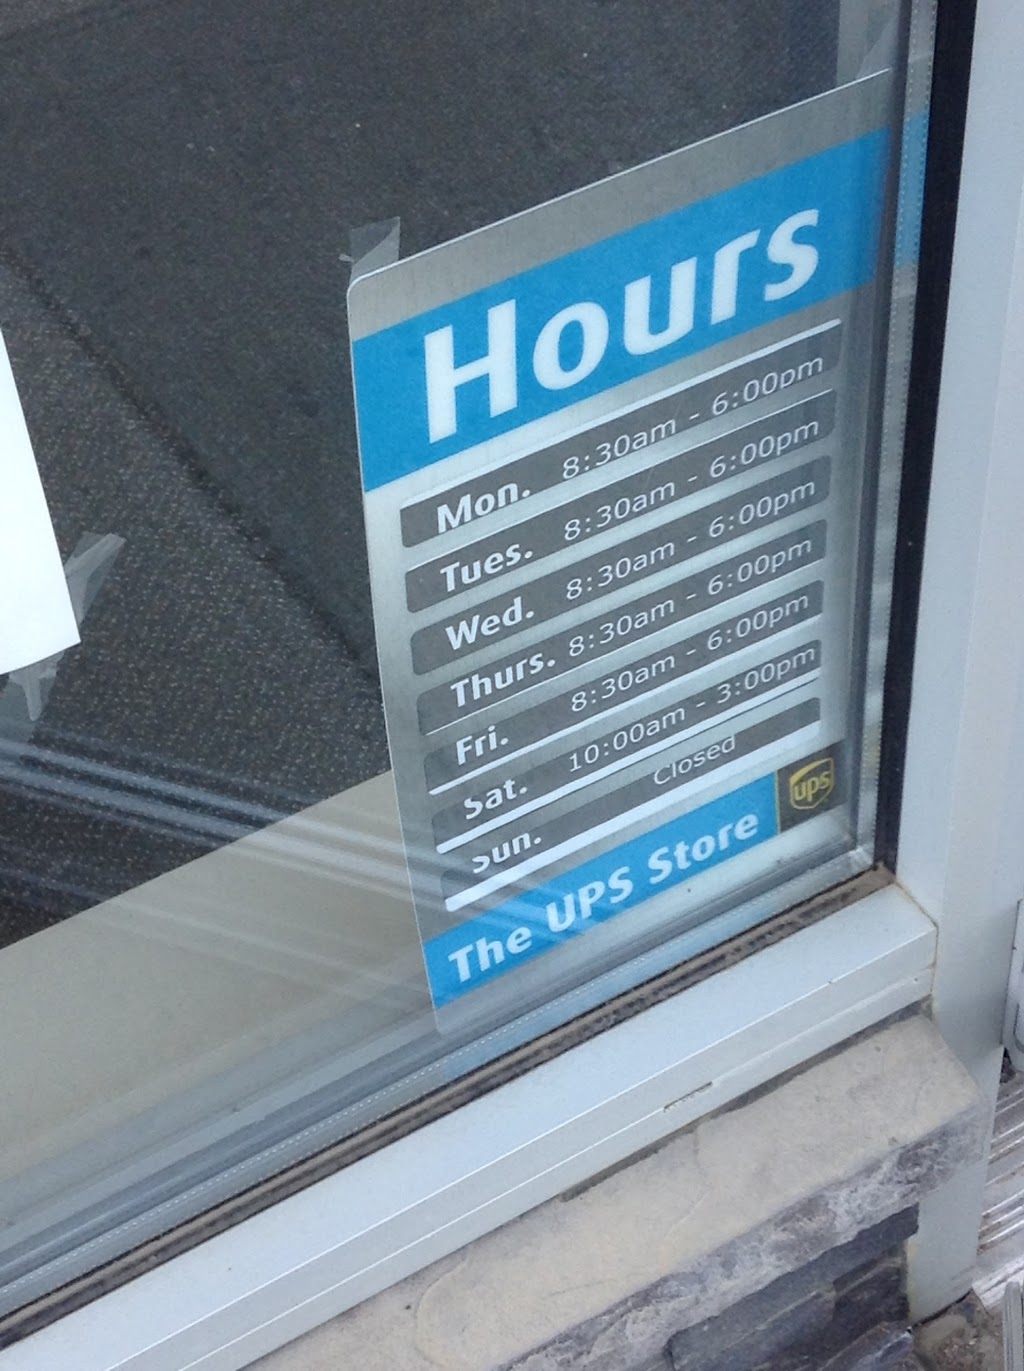 Hours
Mon. 8:30am - 6:00pm
Tues. 8:30am - 6:00pm
Wed. 8:30am - 6:00pm
Thurs. 8:30am - 6:00pm
Fri. 8:30am - 6:00pm
Sat. 10:00am - 3:00pm
Sun. Closed
The UPS Store
ups